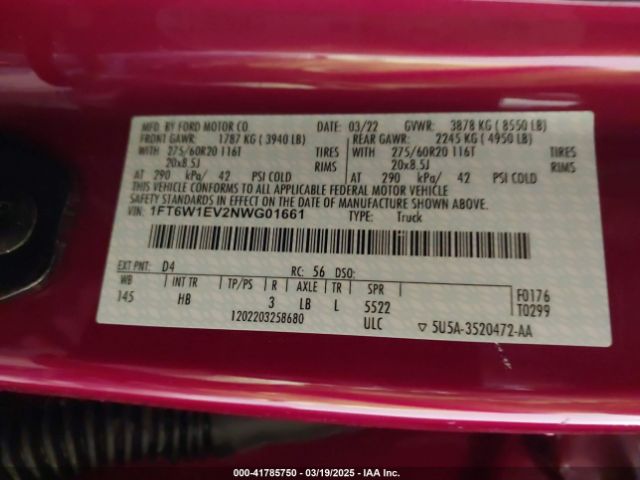 MFD. BY FORD MOTOR CO. DATE: 03/22 GVWR: 3878 KG ( 8550 LB)
FRONT GAWR: 1787 KG ( 3940 LB) REAR GAWR: 2245 KG ( 4950 LB)
WITH 275/60R20 116T TIRES WITH 275/60R20 116T TIRES
20x8.5J RIMS 20x8.5J RIMS
AT 290 kPa/ 42 PSI COLD AT 290 kPa/ 42 PSI COLD
THIS VEHICLE CONFORMS TO ALL APPLICABLE FEDERAL MOTOR VEHICLE
SAFETY STANDARDS IN EFFECT ON THE DATE OF MANUFACTURE SHOWN ABOVE.
VIN: 1FT6W1EV2NWG01661 TYPE: Truck
EXT PNT: D4 RC: 56 DSO:
WB INT TR TP/PS R AXLE TR SPR F0176
145 HB 3 LB L 5522 T0299
1202203258680 ULC ▽ 5U5A-3520472-AA
000-41785750 | 03/19/2025 | IAA Inc.